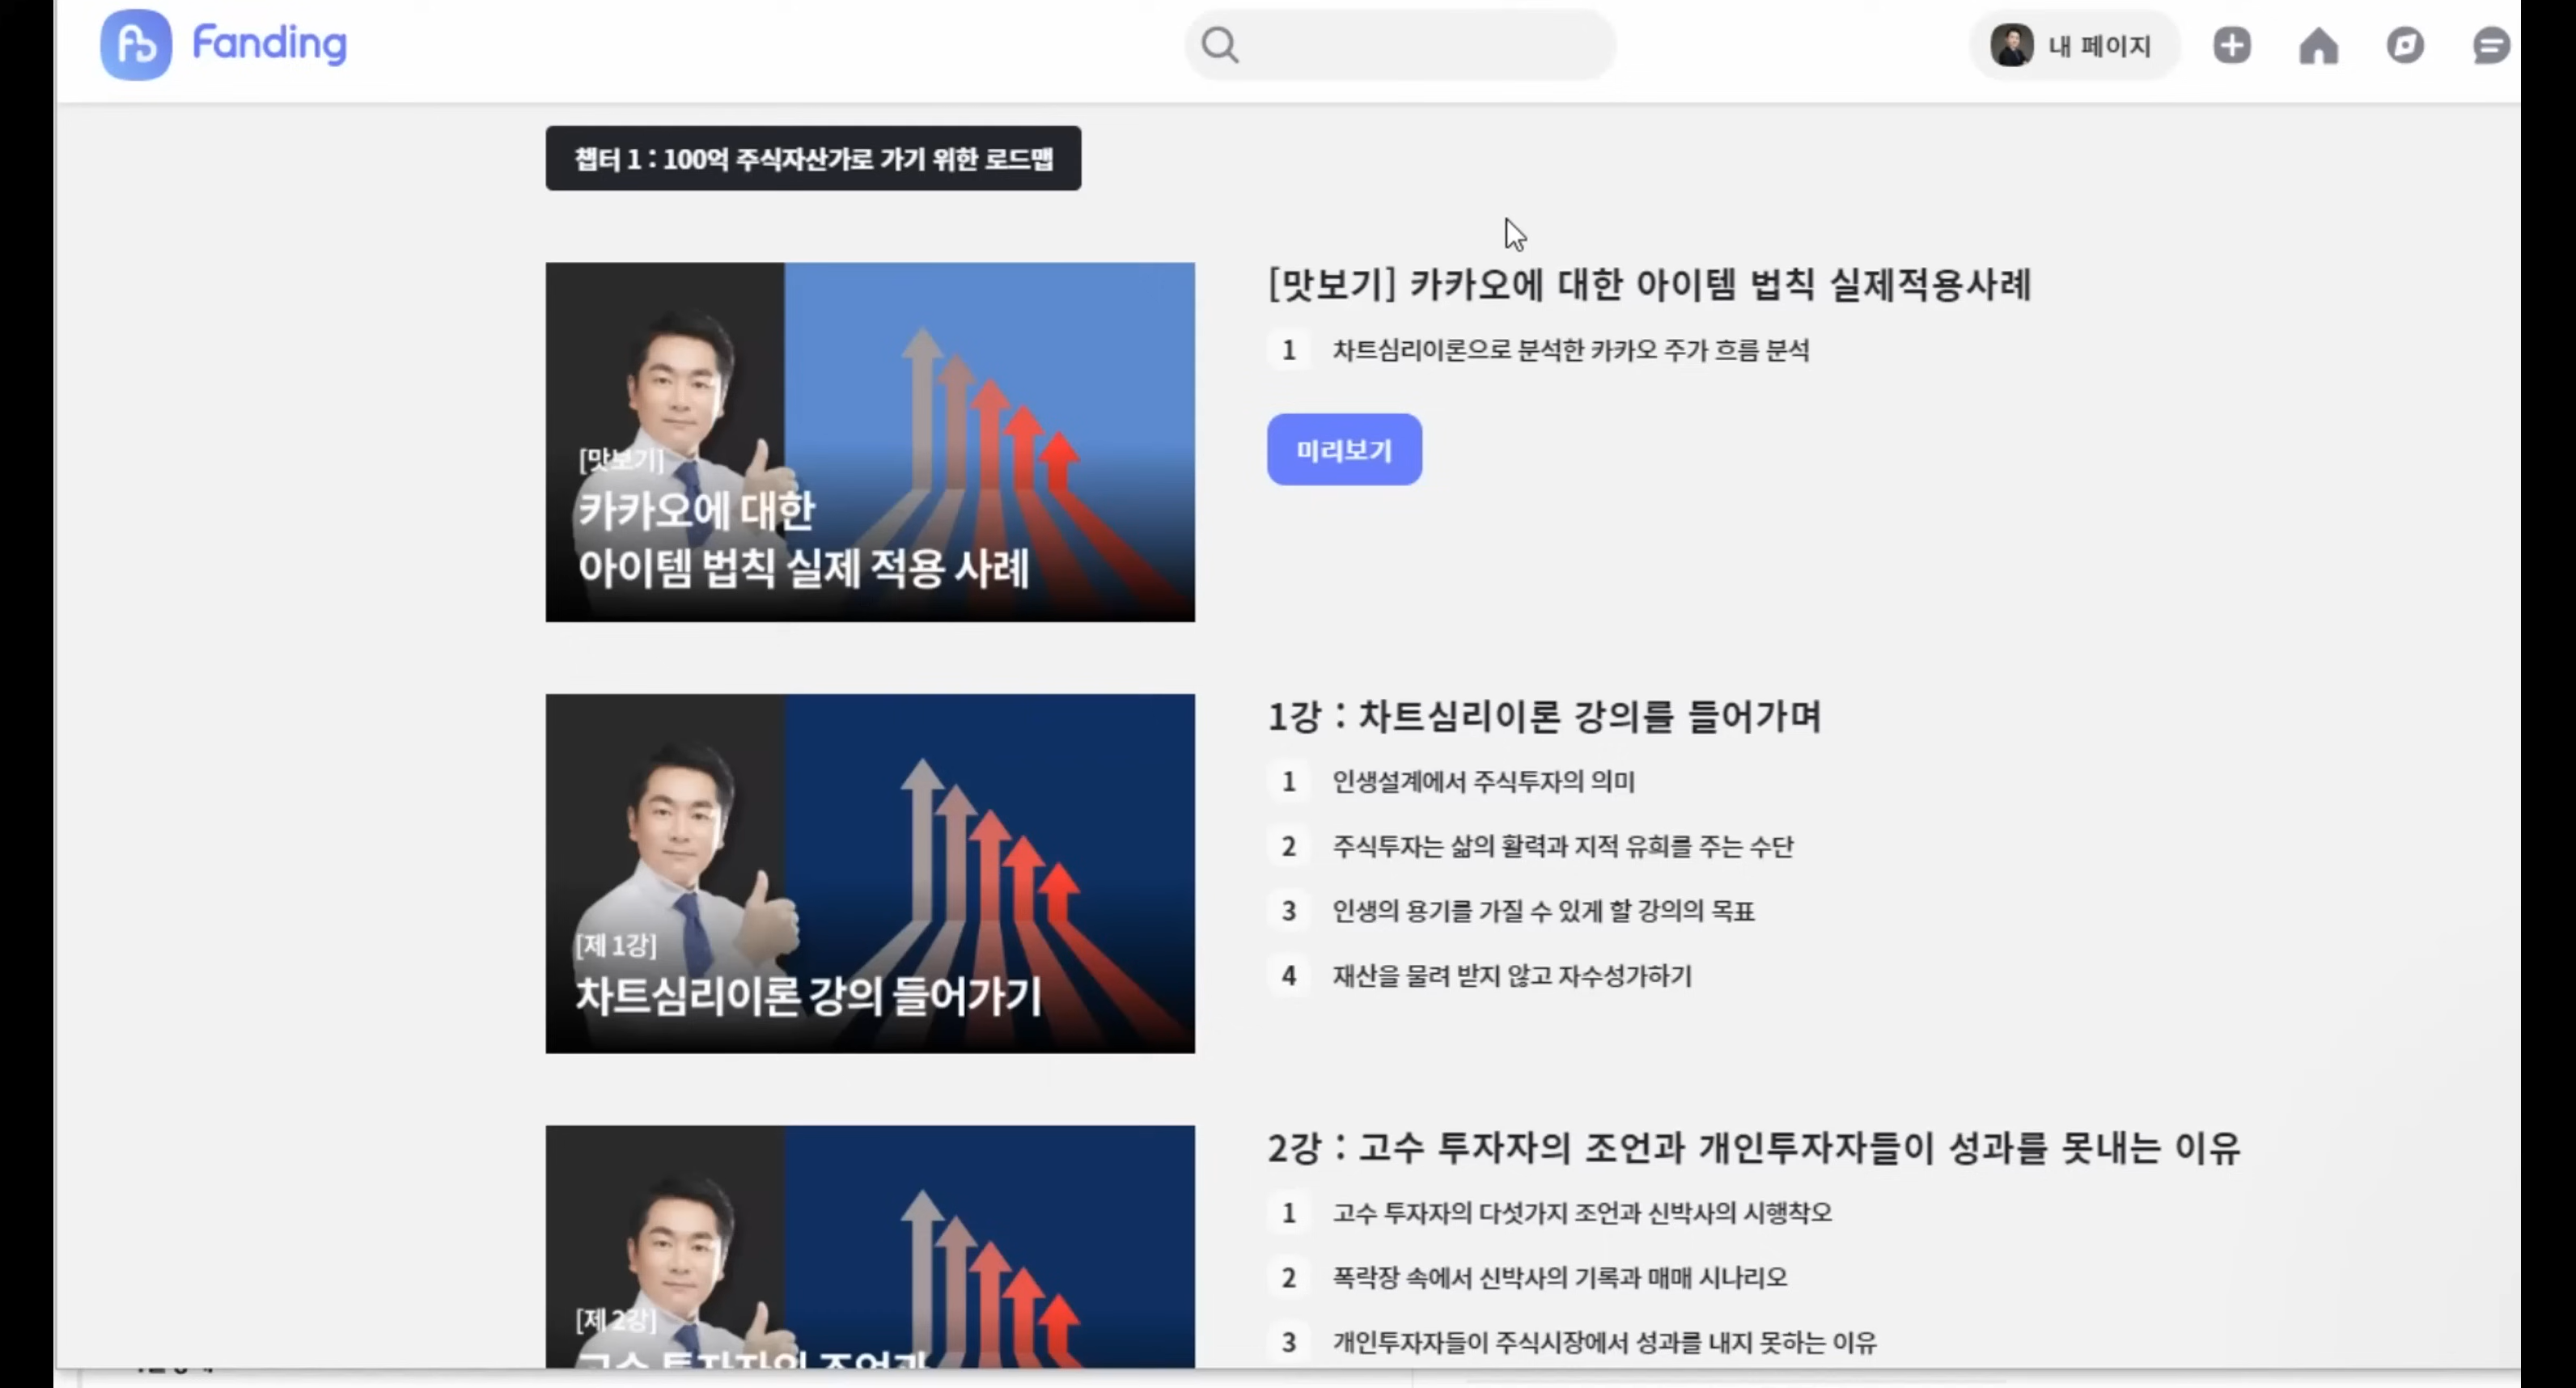 Fanding
내 페이지
챕터 1 : 100억 주식자산가로 가기 위한 로드맵
[맛보기]
카카오에 대한
아이템 법칙 실제 적용 사례
[맛보기] 카카오에 대한 아이템 법칙 실제적용사례
1 차트심리이론으로 분석한 카카오 주가 흐름 분석
미리보기
[제 1강]
차트심리이론 강의 들어가기
1강 : 차트심리이론 강의를 들어가며
1 인생설계에서 주식투자의 의미
2 주식투자는 삶의 활력과 지적 유희를 주는 수단
3 인생의 용기를 가질 수 있게 할 강의의 목표
4 재산을 물려 받지 않고 자수성가하기
[제 2강]
고수 투자자의 조언과
2강 : 고수 투자자의 조언과 개인투자자들이 성과를 못내는 이유
1 고수 투자자의 다섯가지 조언과 신박사의 시행착오
2 폭락장 속에서 신박사의 기록과 매매 시나리오
3 개인투자자들이 주식시장에서 성과를 내지 못하는 이유